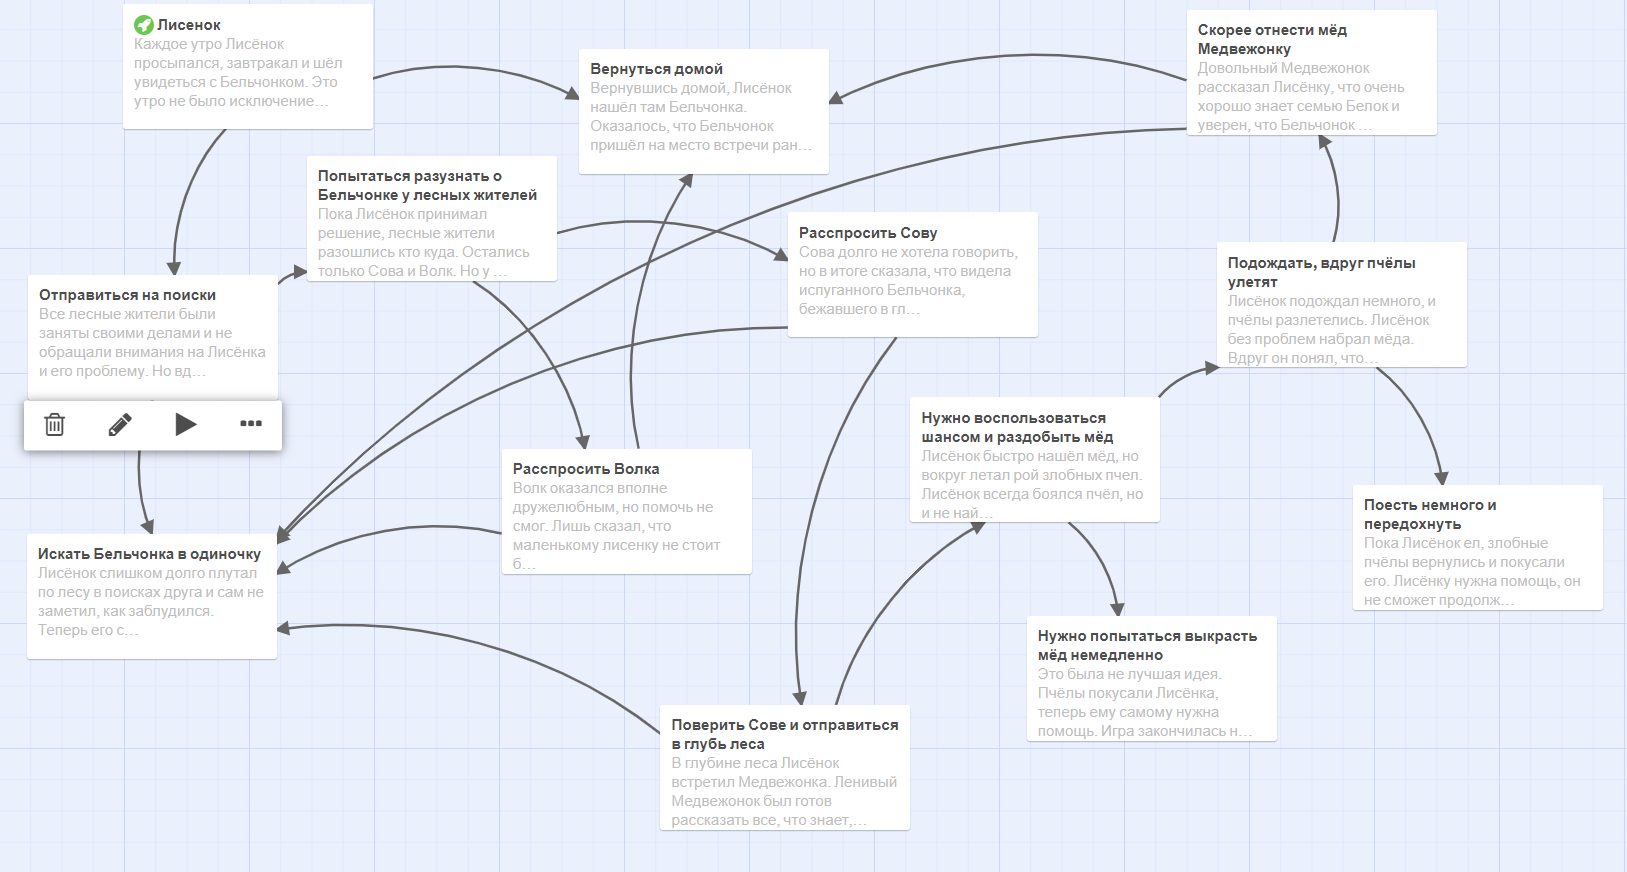 Лисенок
Каждое утро Лисёнок
просыпался, завтракал и шёл
увидеться с Бельчонком. Это
утро не было исключение…
Вернуться домой
Вернувшись домой, Лисёнок
нашёл там Бельчонка.
Оказалось, что Бельчонок
пришёл на место встречи ран…
Скорее отнести мёд
Медвежонку
Довольный Медвежонок
рассказал Лисёнку, что очень
хорошо знает семью Белок и
уверен, что Бельчонок …
Попытаться разузнать о
Бельчонке у лесных жителей
Пока Лисёнок принимал
решение, лесные жители
разошлись кто куда. Остались
только Сова и Волк. Но у …
Расспросить Сову
Сова долго не хотела говорить,
но в итоге сказала, что видела
испуганного Бельчонка,
бежавшего в гл…
Подождать, вдруг пчёлы
улетят
Лисёнок подождал немного, и
пчёлы разлетелись. Лисёнок
без проблем набрал мёда.
Вдруг он понял, что…
Отправиться на поиски
Все лесные жители были
заняты своими делами и не
обращали внимания на Лисёнка
и его проблему. Но вд…
Нужно воспользоваться
шансом и раздобыть мёд
Лисёнок быстро нашёл мёд, но
вокруг летал рой злобных пчел.
Лисёнок всегда боялся пчёл, но
и не най…
Расспросить Волка
Волк оказался вполне
дружелюбным, но помочь не
смог. Лишь сказал, что
маленькому лисенку не стоит
б…
Поесть немного и
передохнуть
Пока Лисёнок ел, злобные
пчёлы вернулись и покусали
его. Лисёнку нужна помощь, он
не сможет продолж…
Искать Бельчонка в одиночку
Лисёнок слишком долго плутал
по лесу в поисках друга и сам не
заметил, как заблудился.
Теперь его с…
Нужно попытаться выкрасть
мёд немедленно
Это была не лучшая идея.
Пчёлы покусали Лисёнка,
теперь ему самому нужна
помощь. Игра закончилась н…
Поверить Сове и отправиться
в глубь леса
В глубине леса Лисёнок
встретил Медвежонка. Ленивый
Медвежонок был готов
рассказать все, что знает,…